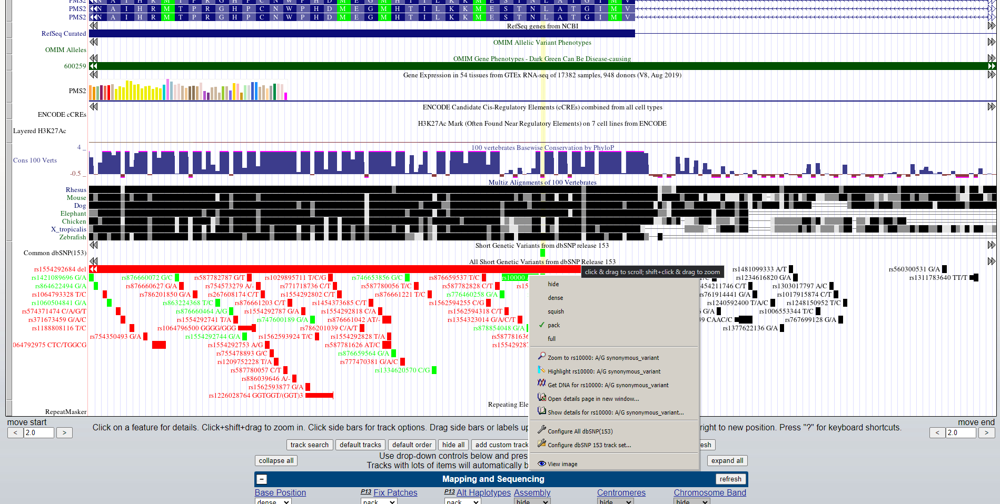 PMS2 N A I H R M T P R G H P C N W P H D M E G M H T I L K K M E S T N L A T G I M V
PMS2 N A I H R M T P R G H P C N W P H D M E G M H T I L K K M E S T N L A T G I M V
PMS2 N A I H R M T P R G H P C N W P H D M E G M H T I L K K M E S T N L A T G I M V
RefSeq genes from NCBI
RefSeq Curated
OMIM Allelic Variant Phenotypes
OMIM Alleles
OMIM Gene Phenotypes - Dark Green Can Be Disease-causing
600259
Gene Expression in 54 tissues from GTEx RNA-seq of 17382 samples, 948 donors (V8, Aug 2019)
PMS2
ENCODE Candidate Cis-Regulatory Elements (cCREs) combined from all cell types
ENCODE cCREs
H3K27Ac Mark (Often Found Near Regulatory Elements) on 7 cell lines from ENCODE
Layered H3K27Ac
4 _
100 vertebrates Basewise Conservation by PhyloP
Cons 100 Verts
-0.5 _
Multiz Alignments of 100 Vertebrates
Rhesus
Mouse
Dog
Elephant
Chicken
X_tropicalis
Zebrafish
Short Genetic Variants from dbSNP release 153
Common dbSNP(153)
All Short Genetic Variants from dbSNP Release 153
rs1554292684 del click & drag to scroll; shift+click & drag to zoom rs1481099333 A/T rs560300531 G/A
rs1421089696 G/A rs876660072 G/C rs587782787 G/T rs1029895711 T/C/G rs746653856 G/C rs876659537 T/C rs10000 rs1234616820 G/A rs1311783640 TT/T
rs864622494 G/A rs876660627 G/A rs754573279 A/- rs771718736 C/T rs587780056 T/C rs587782828 C/T rs15 454211746 C/T rs1303017797 A/C
rs1064793328 T/C rs786201850 G/A rs267608174 C/T rs1554292802 C/T rs876661221 T/C rs776460258 G/A rs761914441 G/A rs1017915874 C/T
rs1060504841 G/A rs863224368 T/C rs876661203 C/T rs1454373685 C/T rs1562594255 C/G rs1240592400 T/A/C rs1248150952 T/C
rs574371474 C/A/G/T rs876660464 A/G rs1554292787 G/A rs1554292818 C/A rs1562594318 C/T G/A rs1006553344 T/C
rs371673459 G/A/C rs1554292741 T/A rs747600189 G/A rs876661042 AT/- rs1354323014 G/A/C/T 39 CAAC/C rs767699128 G/A
rs1188808116 T/C rs1064796500 GGGG/GGG rs786201039 C/A/T rs878854048 G/ rs1377622136 G/A
rs754350493 G/A rs1554292744 G/A rs1562593924 T/C rs1554292828 T/A rs58778163
064792975 CTC/TGGCG rs1554292753 A/G rs587781626 AT/C rs15542928
rs755478893 G/C rs876659564 G/A
rs1209752228 T/A rs777470381 G/A/C
rs587780057 C/T rs1334620570 C/G
rs886039646 A/-
rs1562593877 G/A
rs1226028764 GGTGGT/(GGT)3
Repeating Ele
RepeatMasker
hide
dense
squish
✓ pack
full
Zoom to rs10000: A/G synonymous_variant
Highlight rs10000: A/G synonymous_variant
Get DNA for rs10000: A/G synonymous_variant
Open details page in new window...
Show details for rs10000: A/G synonymous_variant...
Configure All dbSNP(153)
Configure dbSNP 153 track set...
View image
move start
< 2.0 >
Click on a feature for details. Click+shift+drag to zoom in. Click side bars for track options. Drag side bars or labels up right to new position. Press "?" for keyboard shortcuts.
move end
< 2.0 >
track search default tracks default order hide all add custom track esh
collapse all
Use drop-down controls below and pres
Tracks with lots of items will automatically b
expand all
- Mapping and Sequencing refresh
Base Position P13 Fix Patches P13 Alt Haplotypes Assembly Centromeres Chromosome Band
dense pack pack hide hide hide